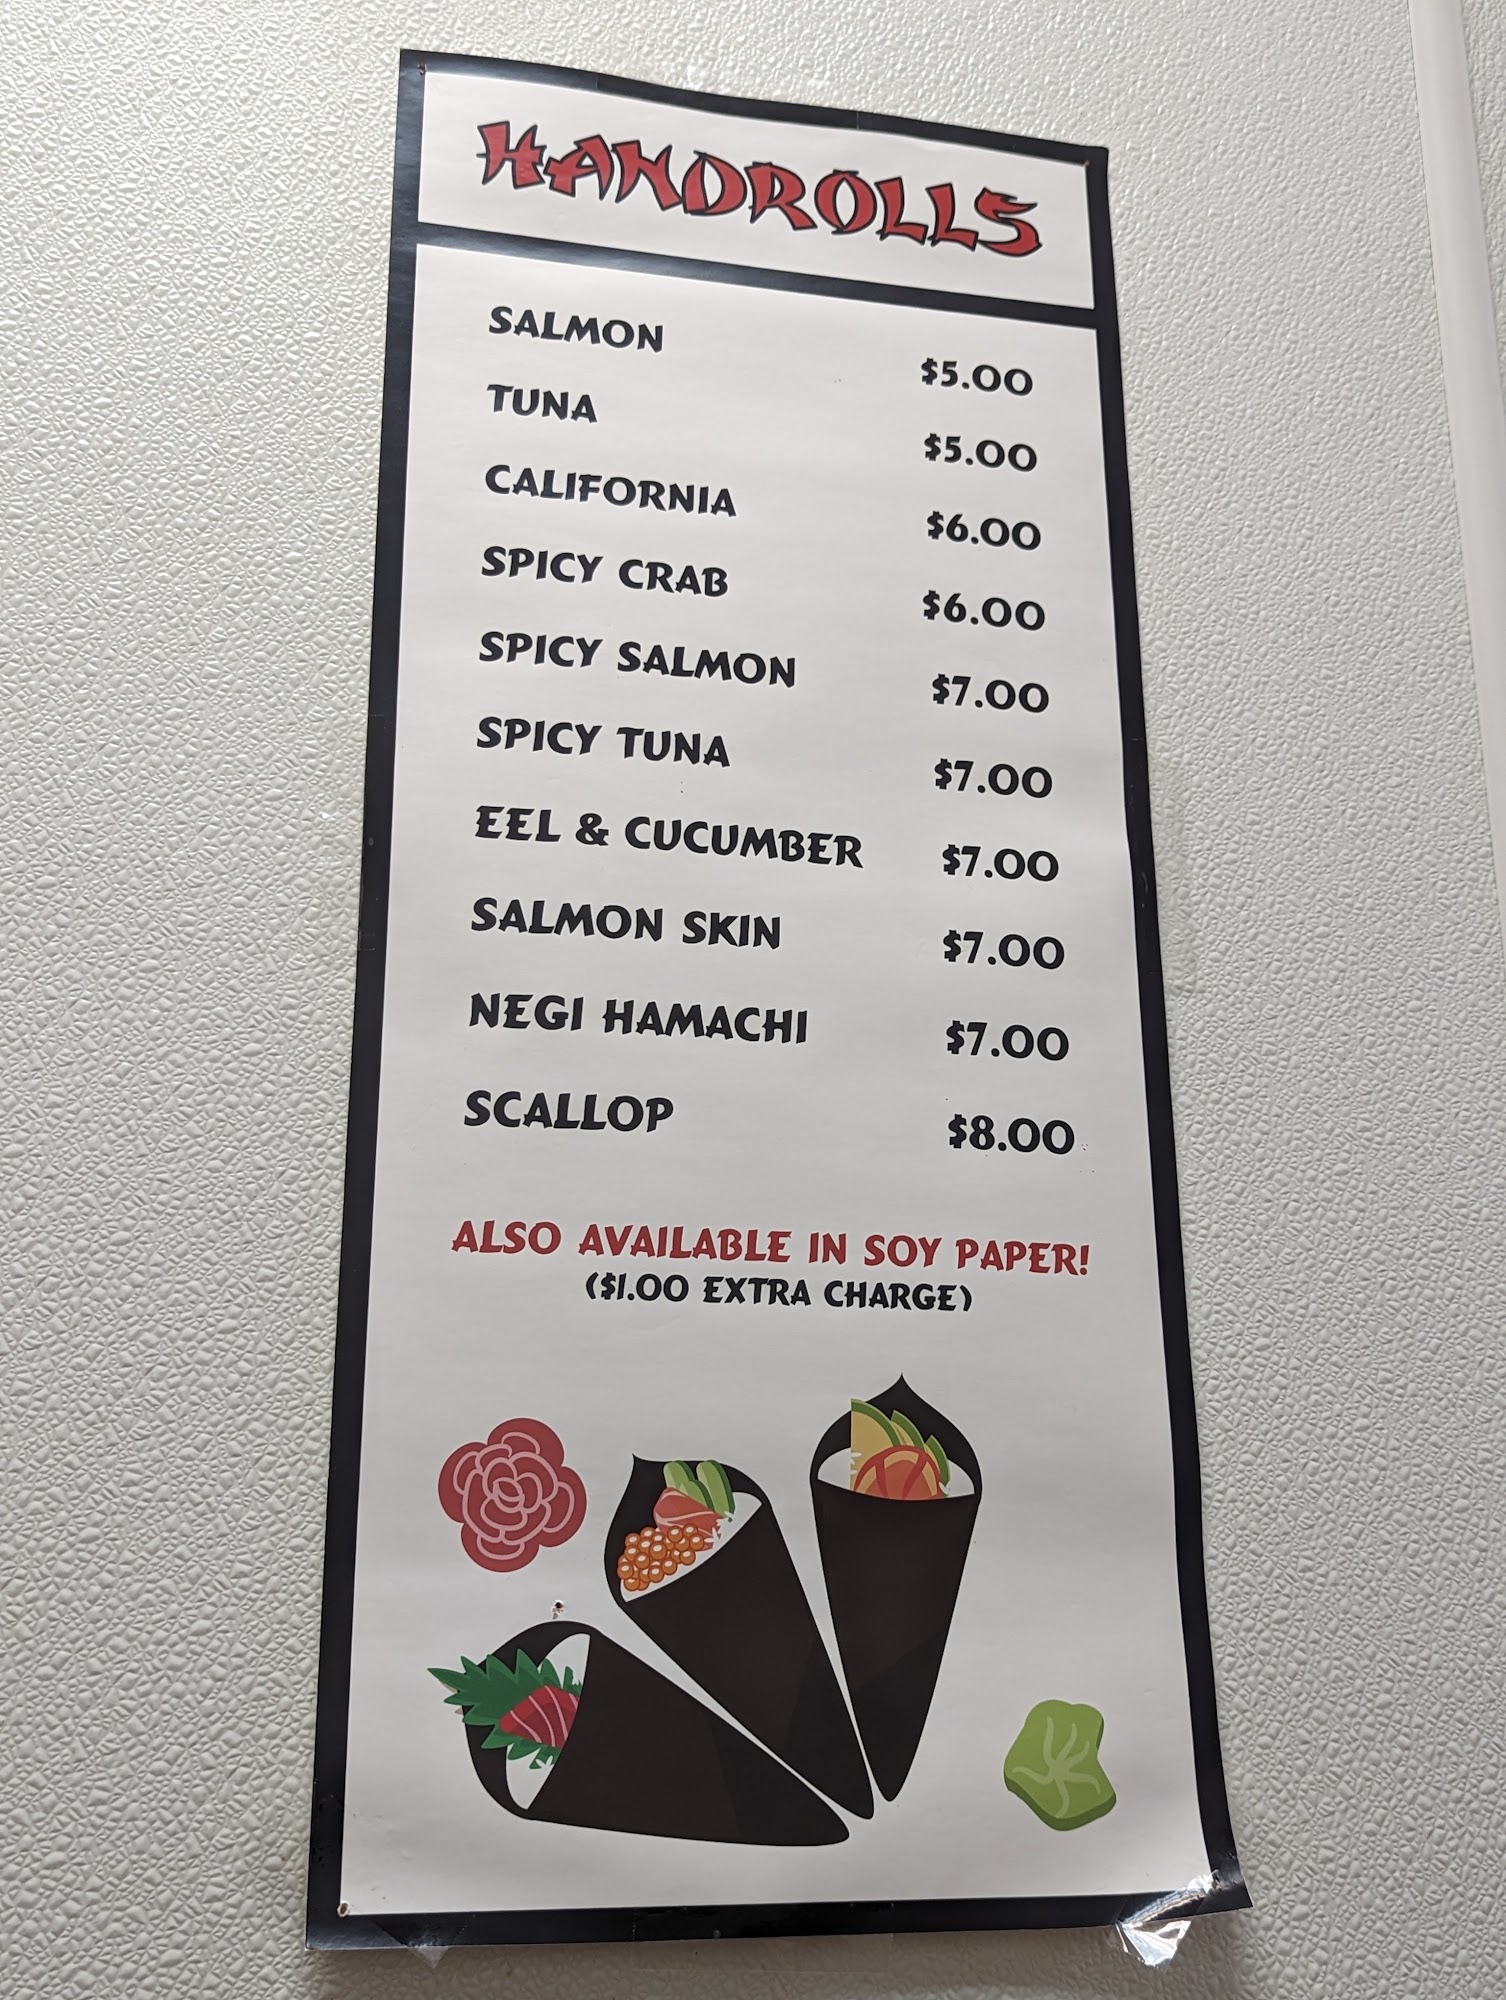 HANDROLLS
SALMON $5.00
TUNA $5.00
CALIFORNIA $6.00
SPICY CRAB $6.00
SPICY SALMON $7.00
SPICY TUNA $7.00
EEL & CUCUMBER $7.00
SALMON SKIN $7.00
NEGI HAMACHI $7.00
SCALLOP $8.00
ALSO AVAILABLE IN SOY PAPER!
($1.00 EXTRA CHARGE)